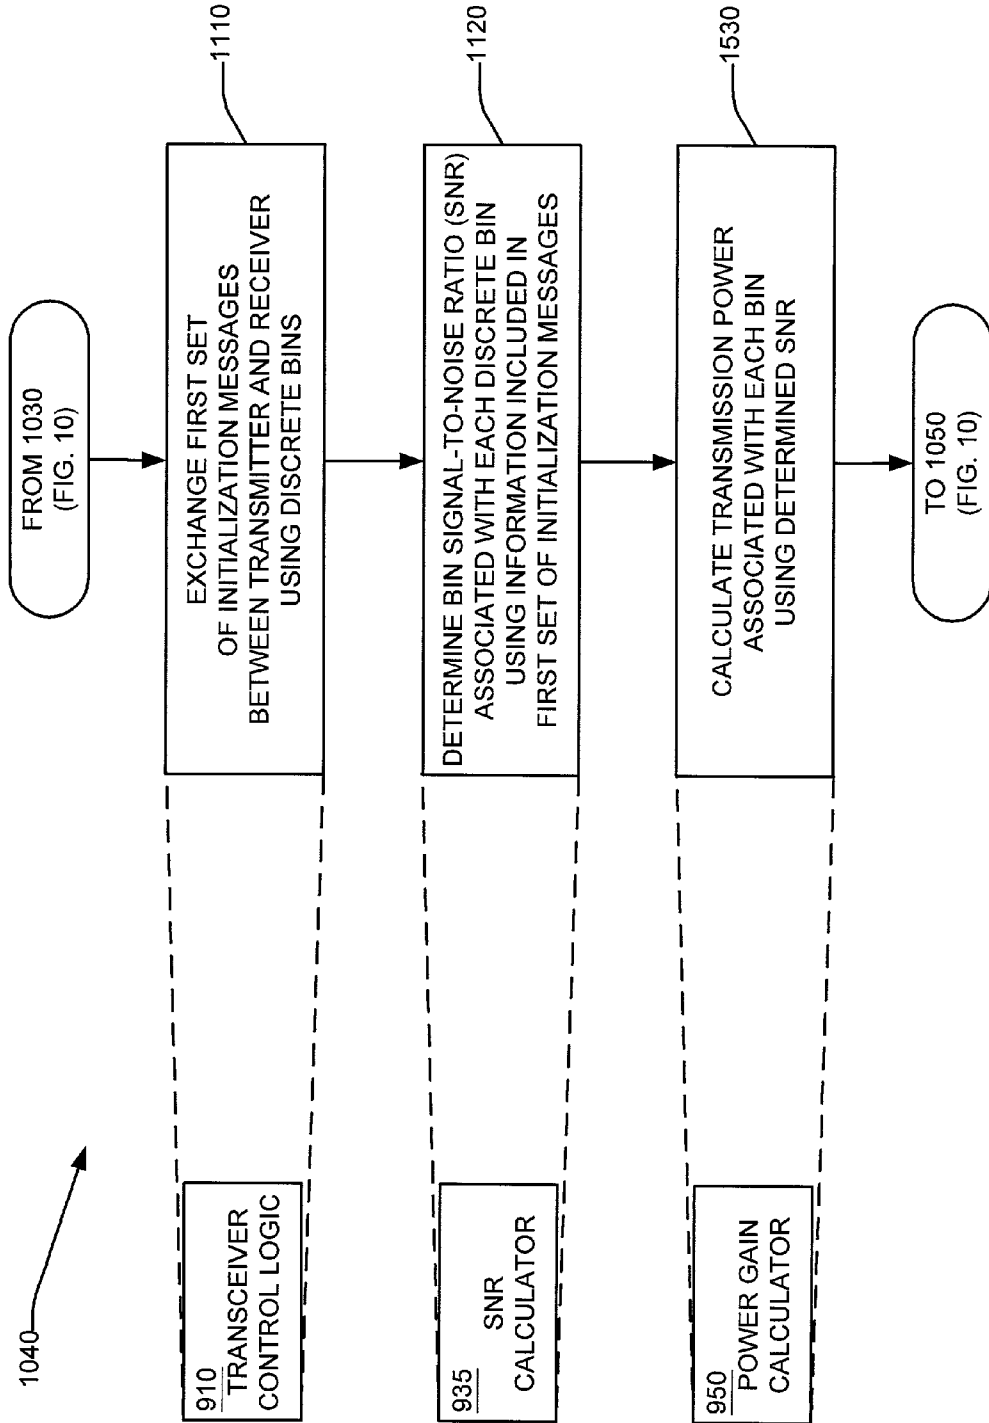 1040
FROM 1030
(FIG. 10)
910
TRANSCEIVER
CONTROL LOGIC
EXCHANGE FIRST SET
OF INITIALIZATION MESSAGES
BETWEEN TRANSMITTER AND RECEIVER
USING DISCRETE BINS
1110
935
SNR
CALCULATOR
DETERMINE BIN SIGNAL-TO-NOISE RATIO (SNR)
ASSOCIATED WITH EACH DISCRETE BIN
USING INFORMATION INCLUDED IN
FIRST SET OF INITIALIZATION MESSAGES
1120
950
POWER GAIN
CALCULATOR
CALCULATE TRANSMISSION POWER
ASSOCIATED WITH EACH BIN
USING DETERMINED SNR
1530
TO 1050
(FIG. 10)